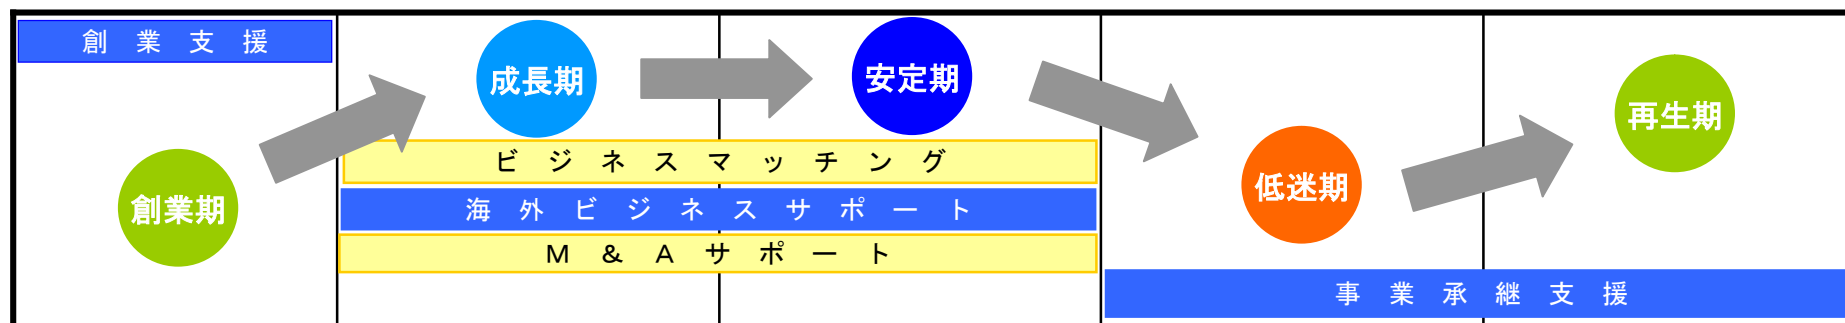 創業支援
成長期
安定期
再生期
ビジネスマッチング
創業期
低迷期
海外ビジネスサポート
M&Aサポート
事業承継支援